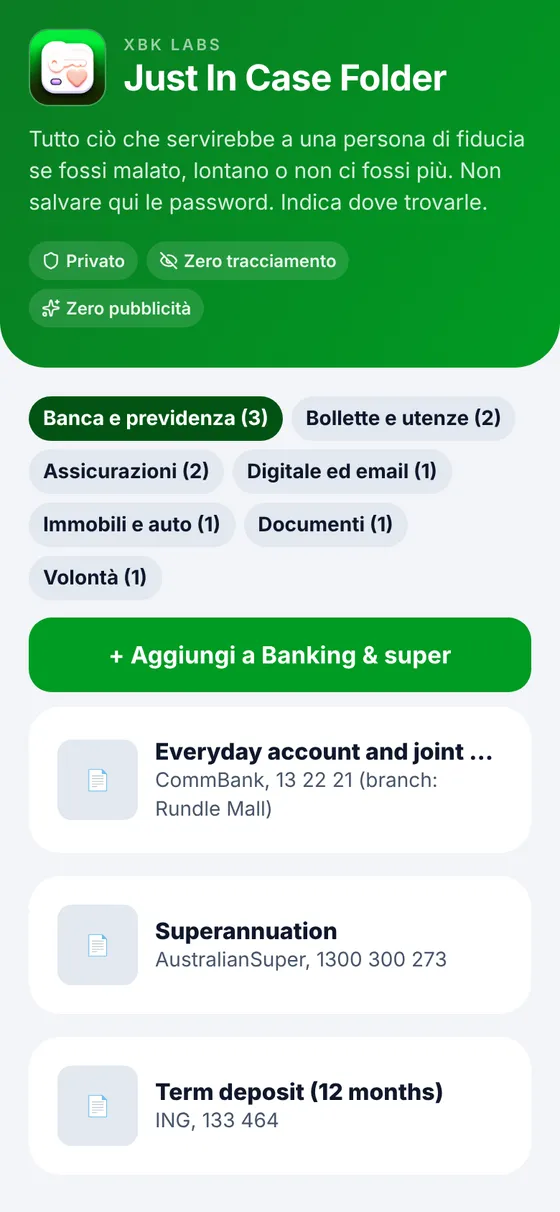 XBK LABS
Just In Case Folder
Tutto ciò che servirebbe a una persona di fiducia
se fossi malato, lontano o non ci fossi più. Non
salvare qui le password. Indica dove trovarle.
Privato
Zero tracciamento
Zero pubblicità
Banca e previdenza (3)
Bollette e utenze (2)
Assicurazioni (2)
Digitale ed email (1)
Immobili e auto (1)
Documenti (1)
Volontà (1)
+ Aggiungi a Banking & super
Everyday account and joint ...
CommBank, 13 22 21 (branch:
Rundle Mall)
Superannuation
AustralianSuper, 1300 300 273
Term deposit (12 months)
ING, 133 464